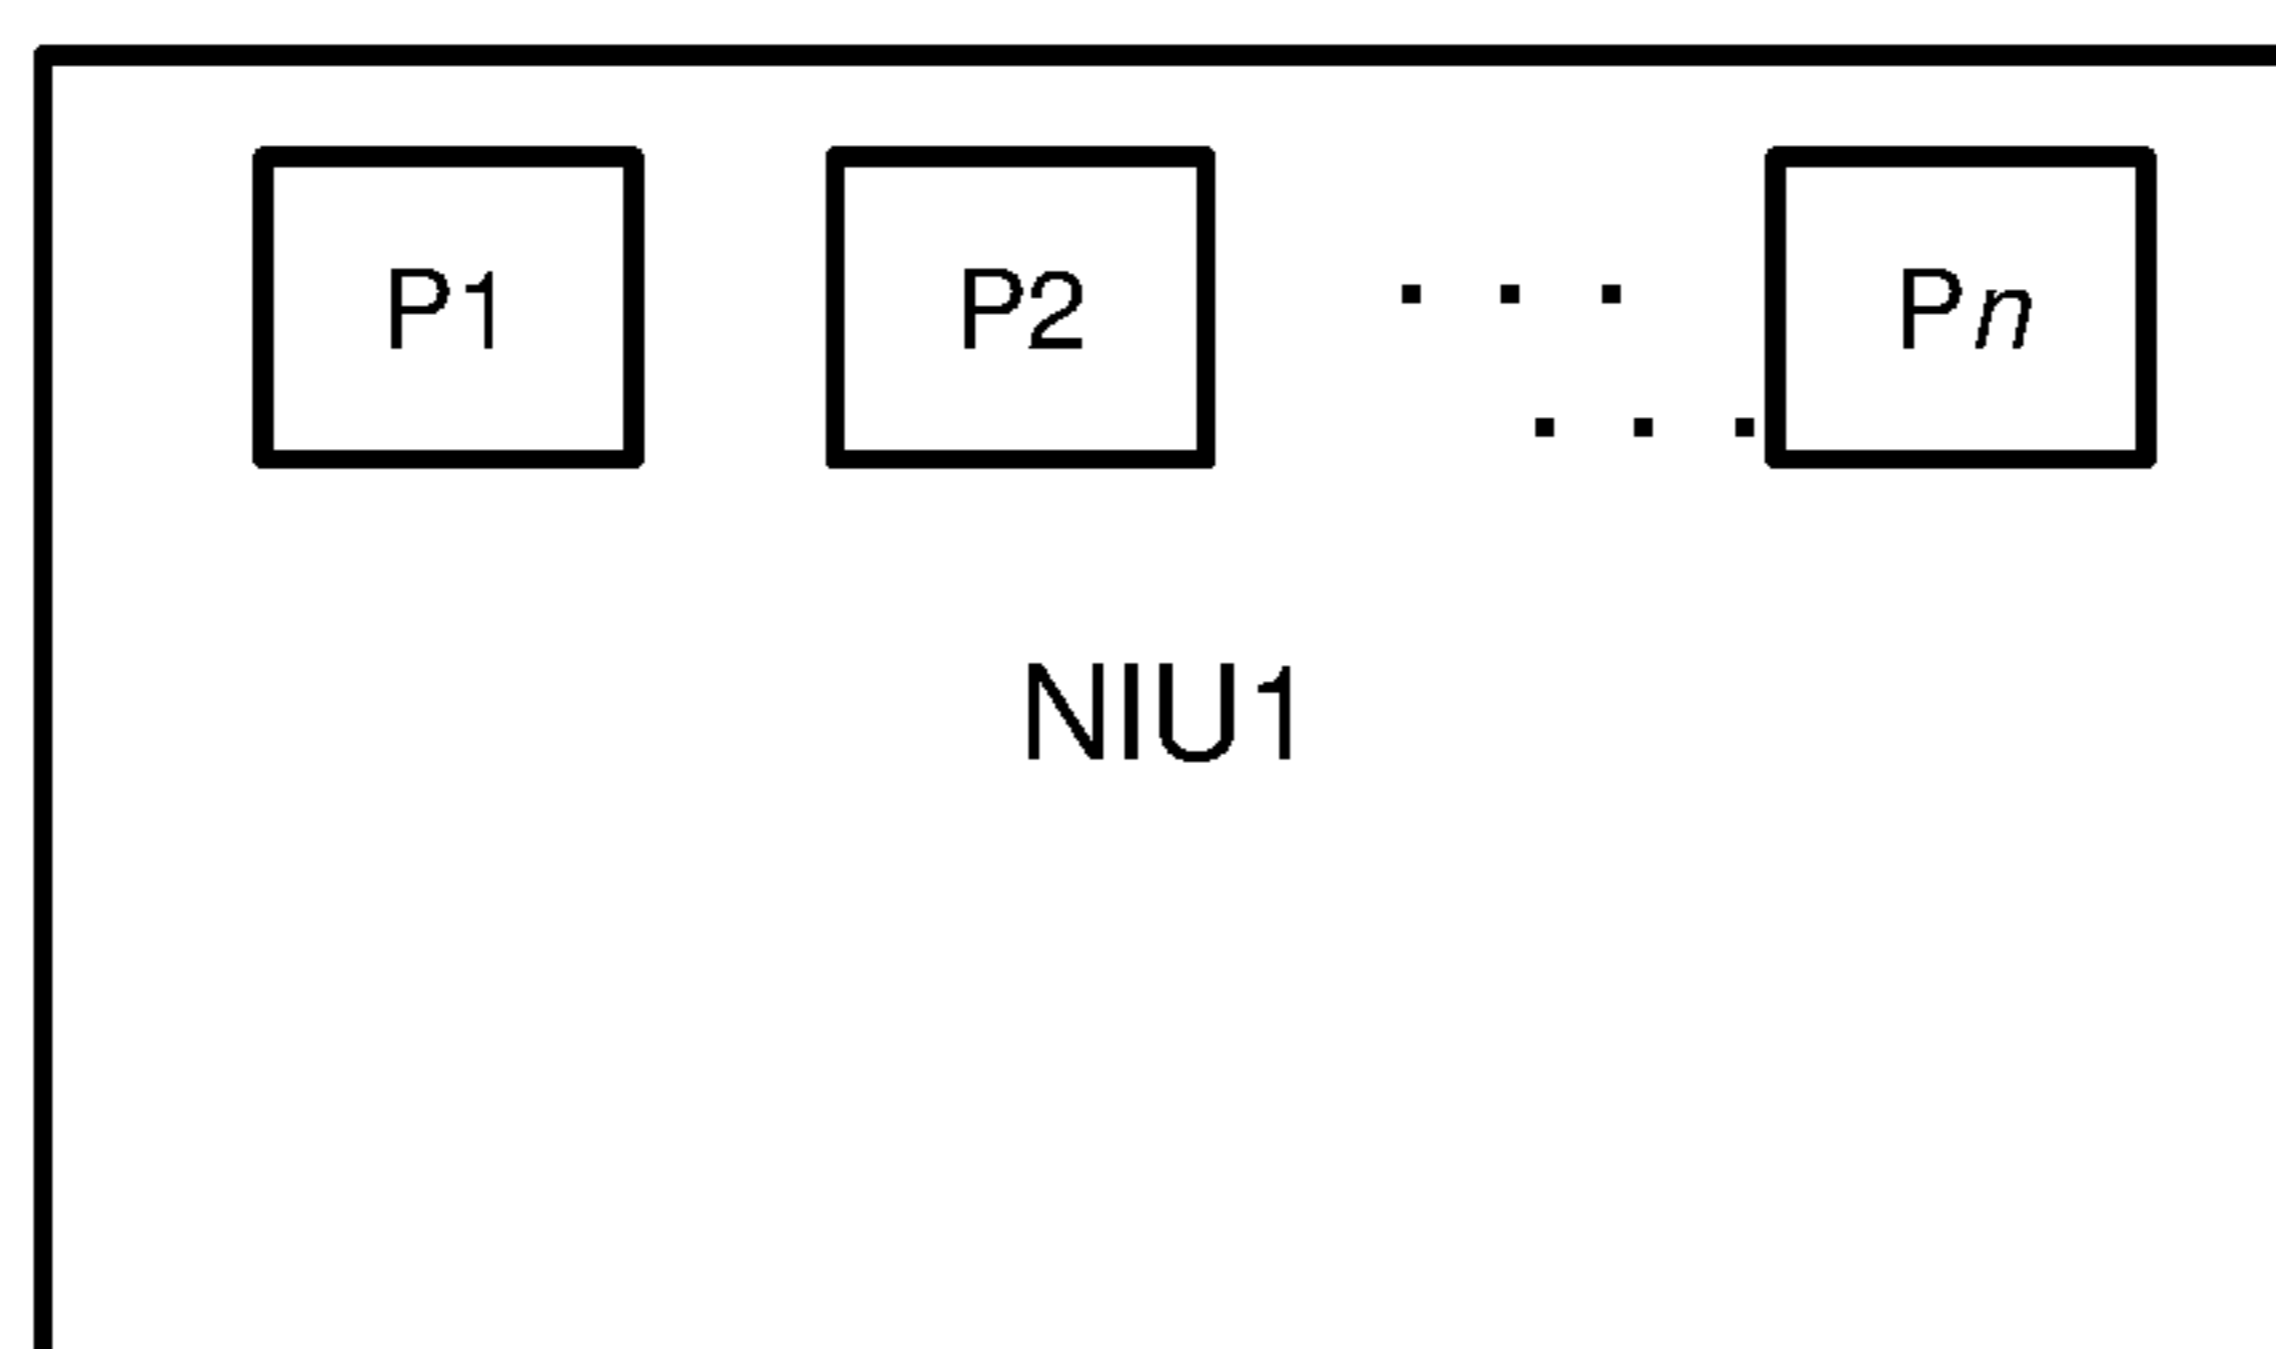 P1 P2 . . . Pn
. . .
NIU1